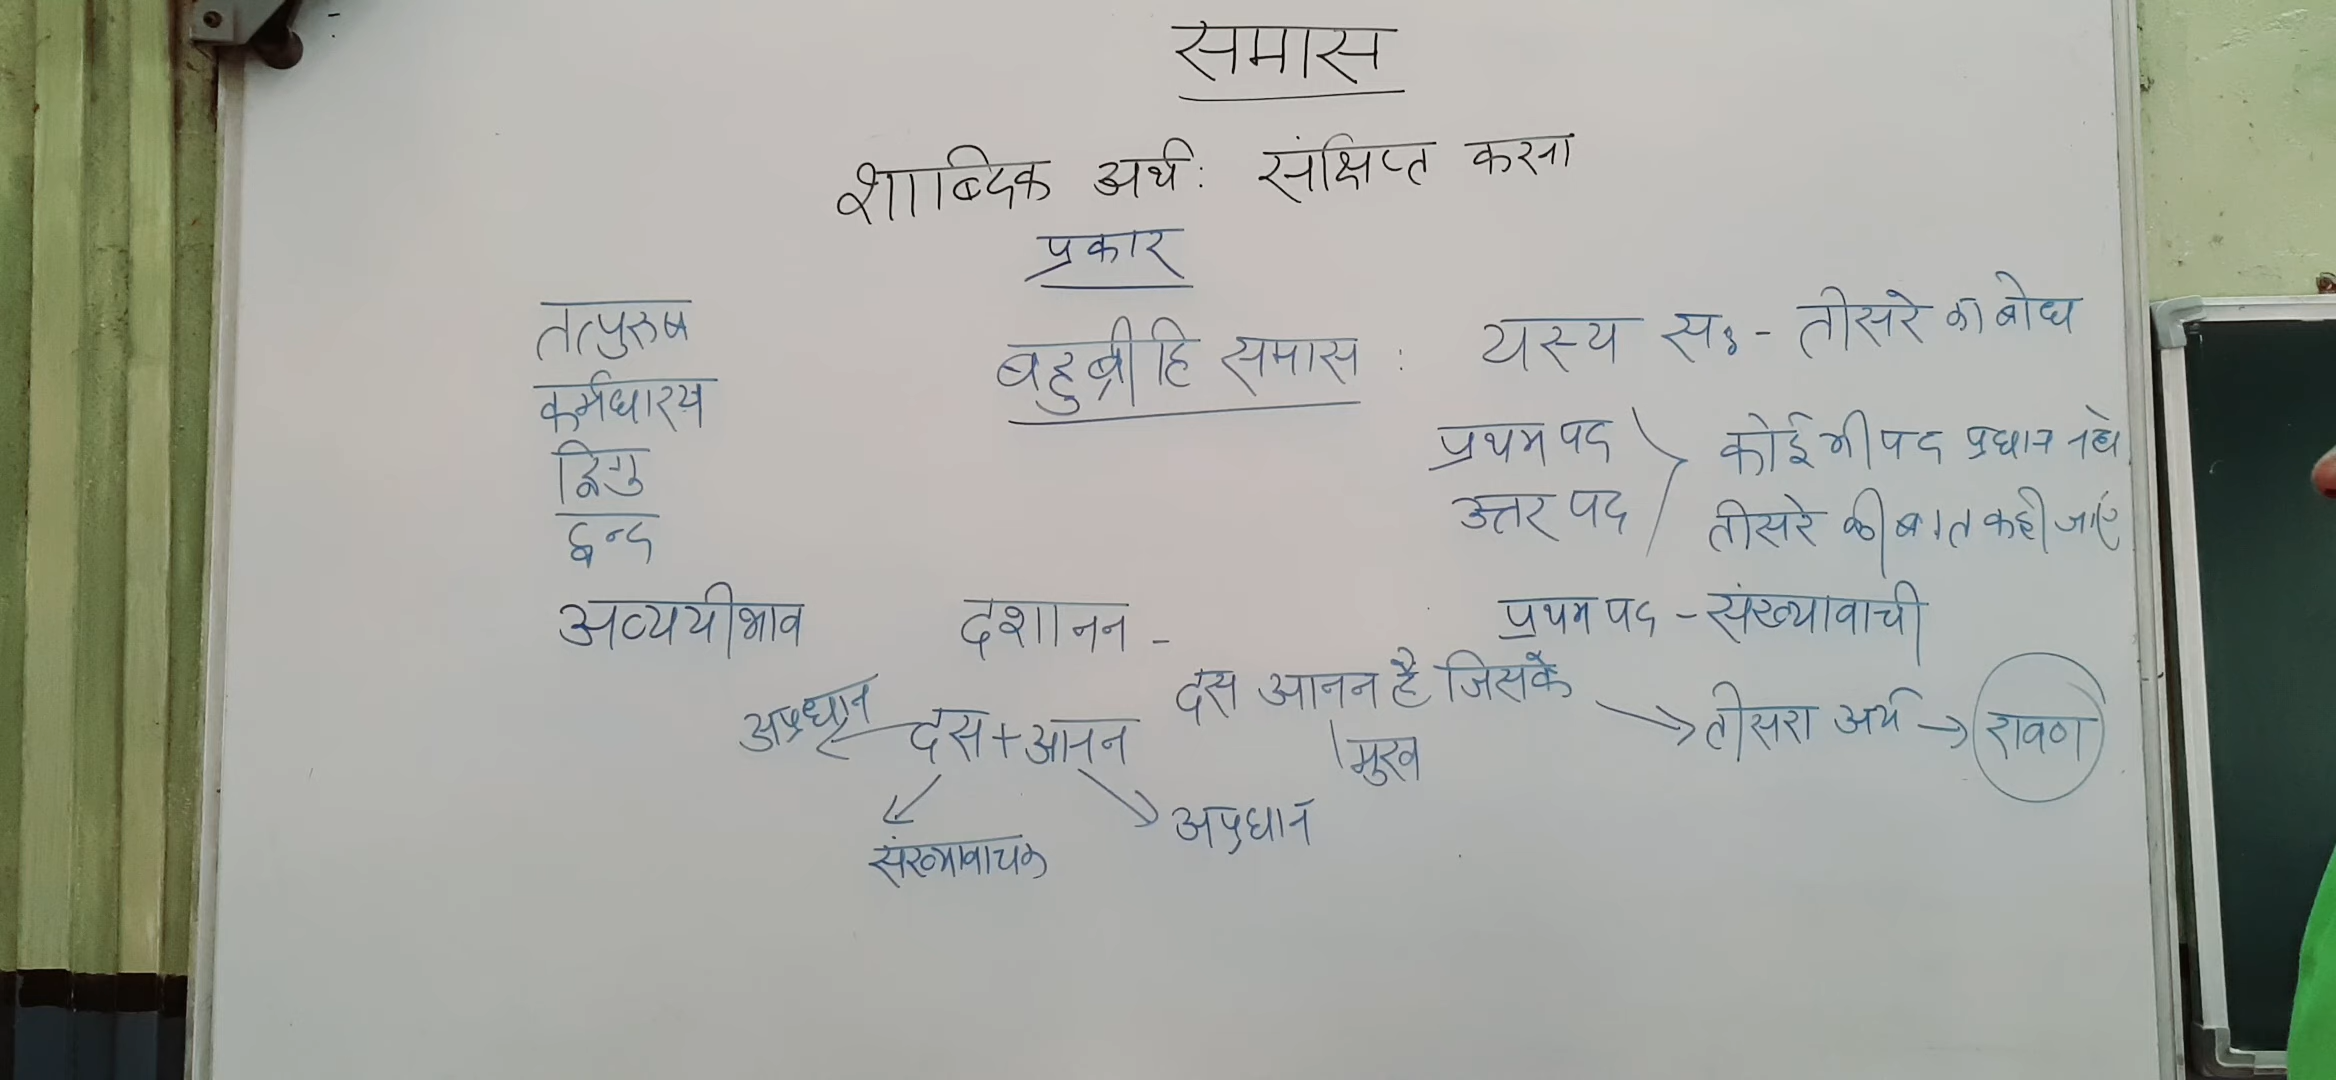 समास
शाब्दिक अर्थ: संक्षिप्त करना
प्रकार
तत्पुरुष
कर्मधारय
द्विगु
द्वन्द
अव्ययीभाव
बहुब्रीहि समास : यस्य सः - तीसरे का बोध
प्रथम पद
उत्तर पद
कोई भी पद प्रधान न हो
तीसरे की बात कही जाएं
प्रथम पद - संख्यावाची
दशानन -
दस आनन है जिसके → तीसरा अर्थ → रावण
मुख
अप्रधान दस + आनन
संख्यावाचक
अप्रधान